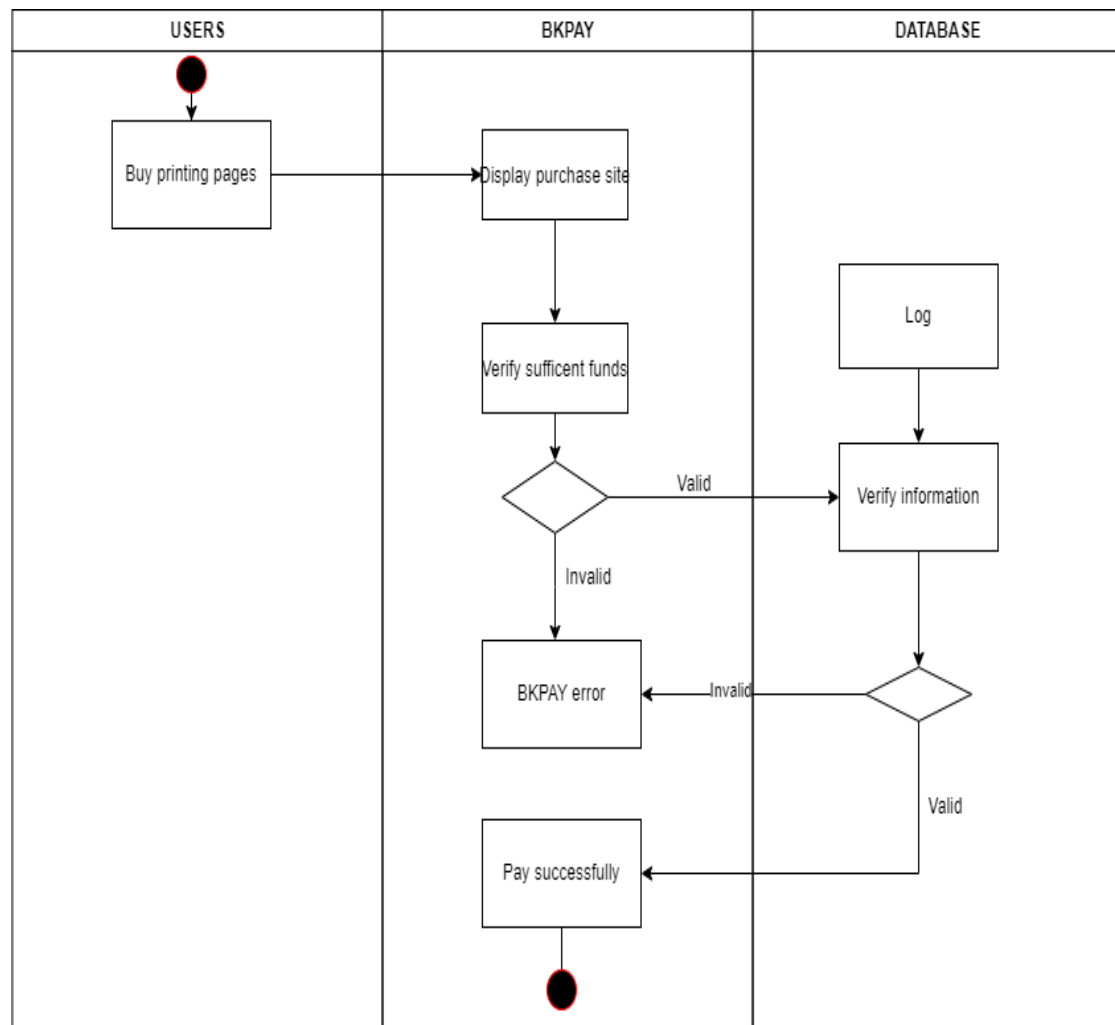 USERS
BKPAY
DATABASE
Buy printing pages
Display purchase site
Log
Verify sufficent funds
Valid
Verify information
Invalid
BKPAY error
Invalid
Valid
Pay successfully